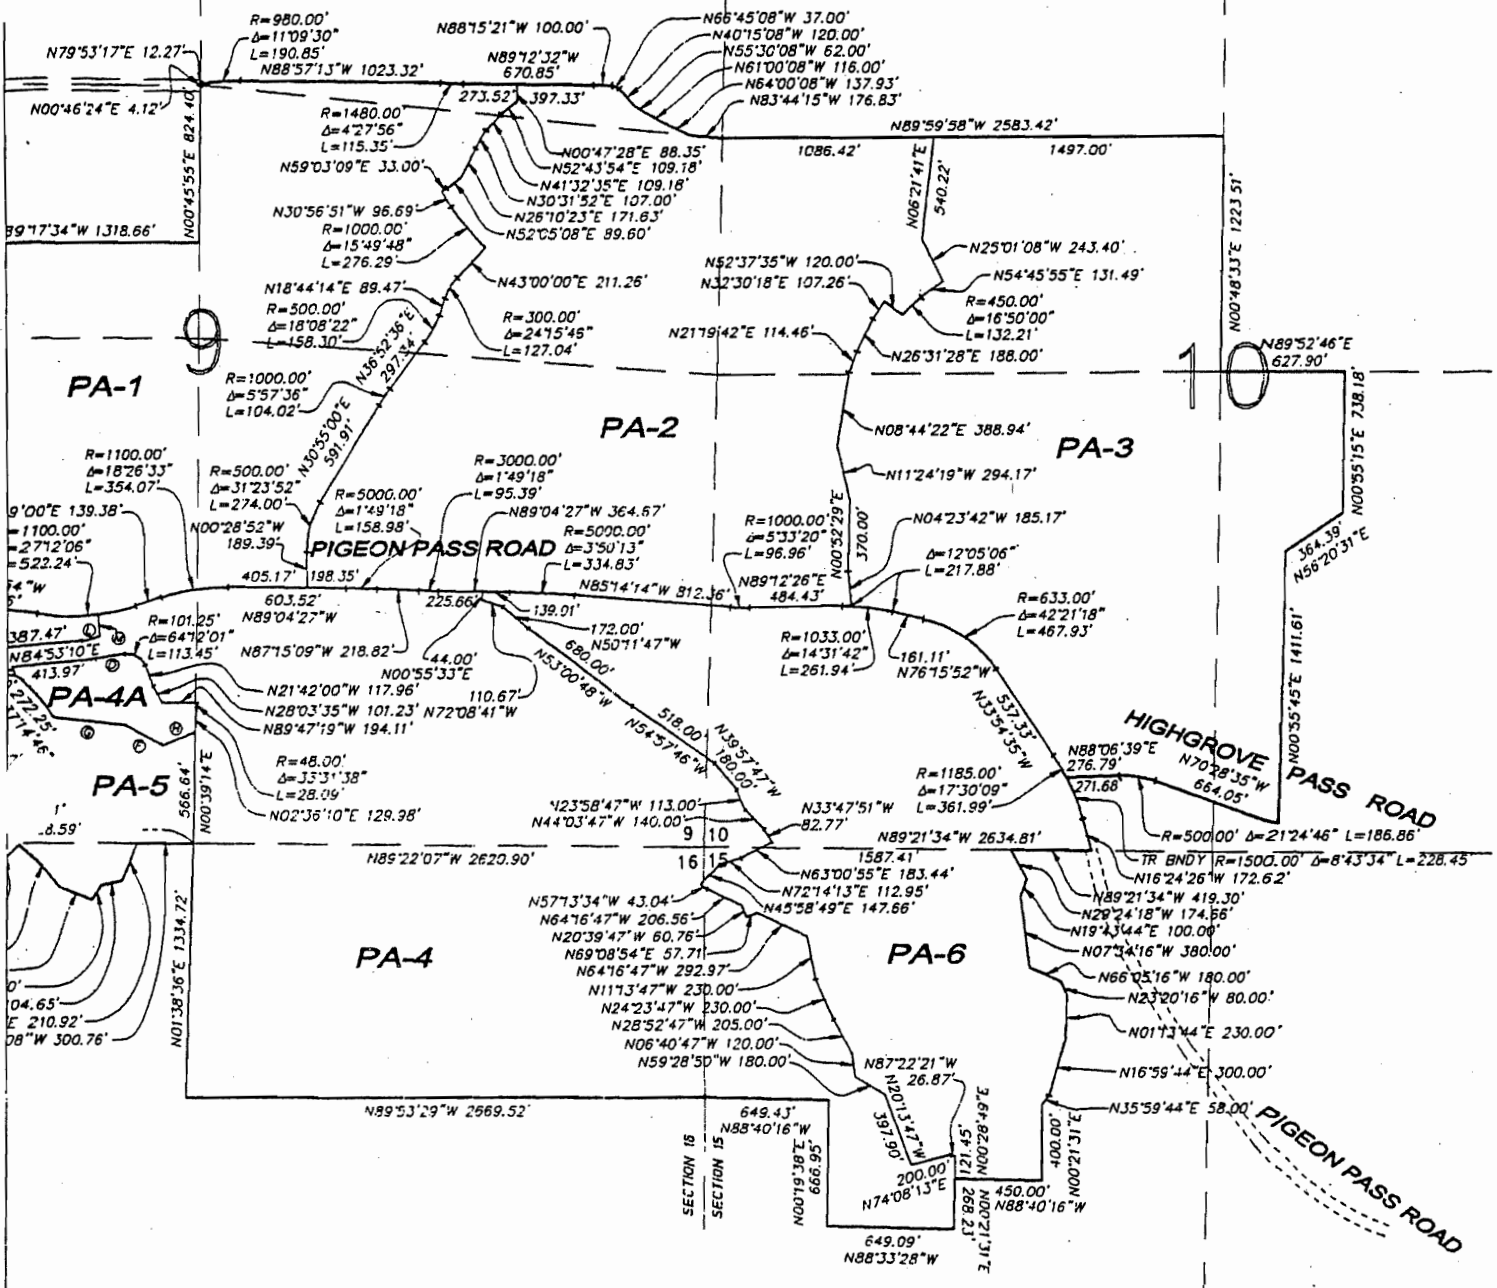 R=980.00'
Δ=11°09'30"
L=190.85'
N79°53'17"E 12.27'
N88°57'13"W 1023.32'
N00°46'24"E 4.12'
N00°45'55"E 824.40'
N88°15'21"W 100.00'
N89°12'32"W
670.85'
273.52'
397.33'
N66°45'08"W 37.00'
N40°15'08"W 120.00'
N55°30'08"W 62.00'
N61°00'08"W 116.00'
N64°00'08"W 137.93'
N83°44'15"W 176.83'
N89°59'58"W 2583.42'
1086.42'
1497.00'
R=1480.00'
Δ=4°27'56"
L=115.35'
N59°03'09"E 33.00'
N00°47'28"E 88.35'
N52°43'54"E 109.18'
N41°32'35"E 109.18'
N30°31'52"E 107.00'
N26°10'23"E 171.63'
N52°05'08"E 89.60'
N30°56'51"W 96.69'
R=1000.00'
Δ=15°49'48"
L=276.29'
N43°00'00"E 211.26'
N18°44'14"E 89.47'
R=500.00'
Δ=18°08'22"
L=158.30'
R=300.00'
Δ=24°15'46"
L=127.04'
N36°52'36"E
297.34'
89°17'34"W 1318.66'
N06°21'41"E
540.22'
N25°01'08"W 243.40'
N54°45'55"E 131.49'
N52°37'35"W 120.00'
N32°30'18"E 107.26'
R=450.00'
Δ=16°50'00"
L=132.21'
N21°19'42"E 114.46'
N26°31'28"E 188.00'
N00°48'33"E 1223.51'
9
10
N89°52'46"E
627.90'
N00°55'15"E 738.18'
364.39'
N56°20'31"E
N00°55'45"E 1411.61'
PA-1
PA-2
PA-3
R=1000.00'
Δ=5°57'36"
L=104.02'
N30°55'00"E
591.91'
N08°44'22"E 388.94'
N11°24'19"W 294.17'
N00°52'29"E
370.00'
N04°23'42"W 185.17'
R=1100.00'
Δ=18°26'33"
L=354.07'
R=500.00'
Δ=31°23'52"
L=274.00'
R=5000.00'
Δ=1°49'18"
L=158.98'
R=3000.00'
Δ=1°49'18"
L=95.39'
N00°28'52"W
189.39'
PIGEON PASS ROAD
N89°04'27"W 364.67'
R=5000.00'
Δ=3°50'13"
L=334.83'
R=1000.00'
Δ=5°33'20"
L=96.96'
Δ=12°05'06"
L=217.88'
9'00"E 139.38'
=1100.00'
=27°12'06"
=522.24'
405.17'
198.35'
603.52'
N89°04'27"W
225.66'
N85°14'14"W 812.36'
N89°12'26"E
484.43'
R=633.00'
Δ=42°21'18"
L=467.93'
R=1033.00'
Δ=14°31'42"
L=261.94'
161.11'
N76°15'52"W
387.47'
N84°53'10"E
413.97'
R=101.25'
Δ=64°12'01"
L=113.45'
N87°15'09"W 218.82'
N00°55'33"E
44.00'
110.67'
N72°08'41"W
139.01'
172.00'
N50°11'47"W
680.00'
N53°00'48"W
518.00'
N54°57'46"W
N39°57'47"W
180.00'
PA-4A
272.25'
N21°42'00"W 117.96'
N28°03'35"W 101.23'
N89°47'19"W 194.11'
R=48.00'
Δ=33°31'38"
L=28.09'
N02°36'10"E 129.98'
PA-5
566.64'
N00°39'14"E
537.33'
N33°54'35"W
HIGHGROVE PASS ROAD
N88°06'39"E
276.79'
271.68'
N70°28'35"W
664.05'
R=1185.00'
Δ=17°30'09"
L=361.99'
R=500.00' Δ=21°24'46" L=186.86'
TR BNDY R=1500.00' Δ=8°43'34" L=228.45'
N16°24'26"W 172.62'
N23°58'47"W 113.00'
N44°03'47"W 140.00'
N33°47'51"W
82.77'
9 10
16 15
N89°21'34"W 2634.81'
1587.41'
N89°22'07"W 2620.90'
8.59'
N63°00'55"E 183.44'
N72°14'13"E 112.95'
N45°58'49"E 147.66'
N57°13'34"W 43.04'
N64°16'47"W 206.56'
N20°39'47"W 60.76'
N69°08'54"E 57.71'
N64°16'47"W 292.97'
N11°13'47"W 230.00'
N24°23'47"W 230.00'
N28°52'47"W 205.00'
N06°40'47"W 120.00'
N59°28'50"W 180.00'
N89°21'34"W 419.30'
N29°24'18"W 174.66'
N19°43'44"E 100.00'
N07°34'16"W 380.00'
N66°05'16"W 180.00'
N23°20'16"W 80.00'
N01°13'44"E 230.00'
N16°59'44"E 300.00'
N35°59'44"E 58.00'
PA-4
PA-6
N01°38'36"E 1334.72'
04.65'
E 210.92'
08"W 300.76'
N87°22'21"W
26.87'
N20°13'47"W
397.90'
200.00'
N74°08'13"E
121.45'
N00°28'49"E
268.23'
N00°21'31"E
450.00'
N88°40'16"W
400.00'
N00°21'31"E
N89°53'29"W 2669.52'
649.43'
N88°40'16"W
N00°19'38"E
666.95'
649.09'
N88°33'28"W
SECTION 16
SECTION 15
PIGEON PASS ROAD